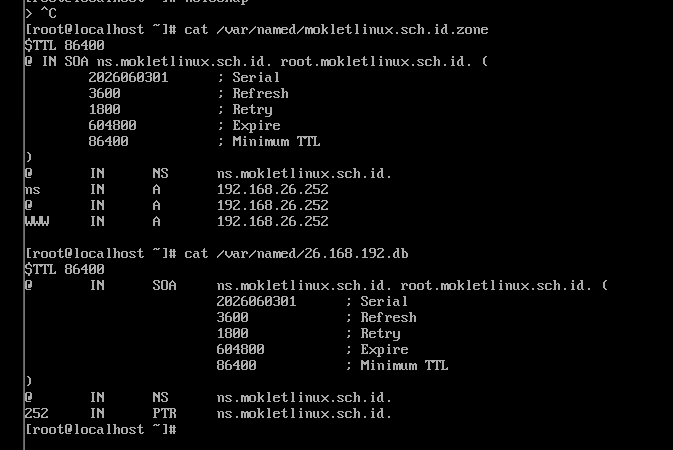 > ^C
[root@localhost ~]# cat /var/named/mokletlinux.sch.id.zone
$TTL 86400
@ IN SOA ns.mokletlinux.sch.id. root.mokletlinux.sch.id. (
2026060301 ; Serial
3600 ; Refresh
1800 ; Retry
604800 ; Expire
86400 ; Minimum TTL
)
@ IN NS ns.mokletlinux.sch.id.
ns IN A 192.168.26.252
@ IN A 192.168.26.252
WWW IN A 192.168.26.252
[root@localhost ~]# cat /var/named/26.168.192.db
$TTL 86400
@ IN SOA ns.mokletlinux.sch.id. root.mokletlinux.sch.id. (
2026060301 ; Serial
3600 ; Refresh
1800 ; Retry
604800 ; Expire
86400 ; Minimum TTL
)
@ IN NS ns.mokletlinux.sch.id.
252 IN PTR ns.mokletlinux.sch.id.
[root@localhost ~]#